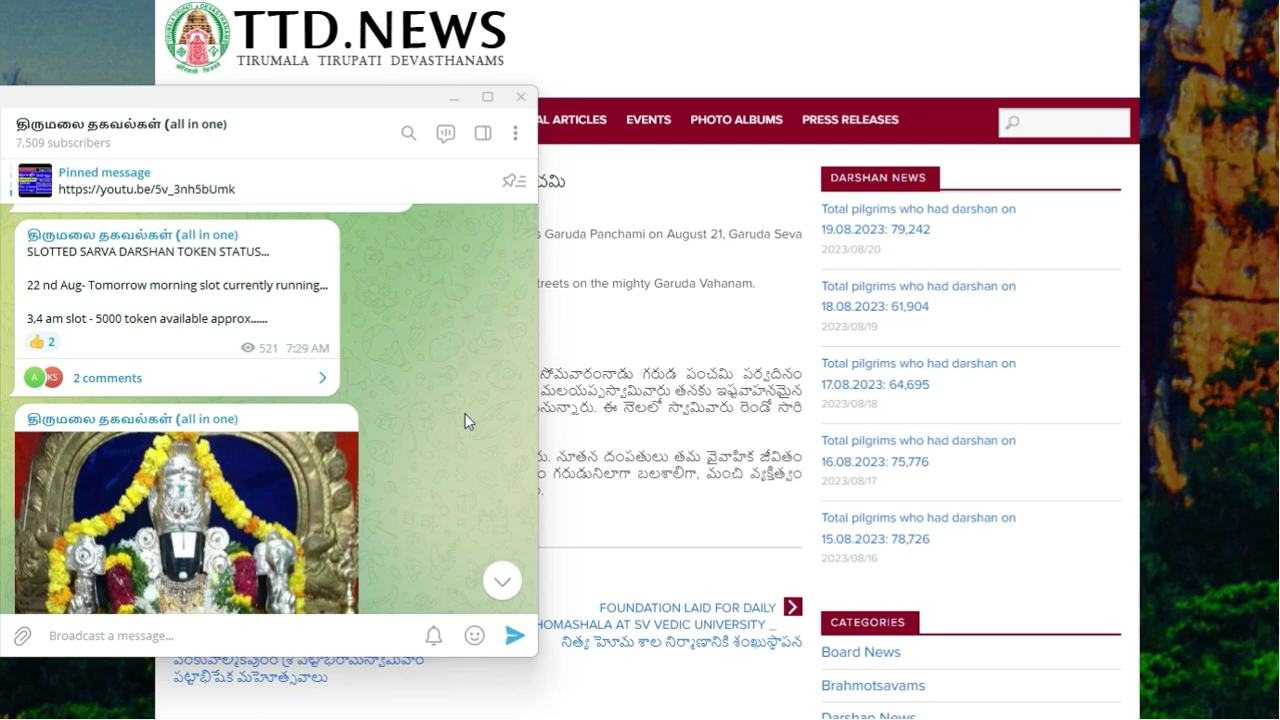 TTD.NEWS
TIRUMALA TIRUPATI DEVASTHANAMS
AL ARTICLES
EVENTS
PHOTO ALBUMS
PRESS RELEASES
திருமலை தகவல்கள் (all in one)
7,509 subscribers
Pinned message
https://youtu.be/5v_3nh5bUmk
திருமலை தகவல்கள் (all in one)
SLOTTED SARVA DARSHAN TOKEN STATUS...
22 nd Aug- Tomorrow morning slot currently running...
3,4 am slot - 5000 token available approx......
👍 2
521 7:29 AM
A KS 2 comments
திருமலை தகவல்கள் (all in one)
Broadcast a message...
చమి
s Garuda Panchami on August 21, Garuda Seva
treets on the mighty Garuda Vahanam.
సోమవారంనాడు గరుడ పంచమి పర్వదినం
మలయప్పస్వామివారు తనకు ఇష్టవాహనమైన
నున్నారు. ఈ నెలలో స్వామివారు రెండో సారి
రు. నూతన దంపతులు తమ వైవాహిక జీవితం
ం గరుడునిలాగా బలశాలిగా, మంచి వ్యక్తిత్వం
FOUNDATION LAID FOR DAILY
HOMASHALA AT SV VEDIC UNIVERSITY _
నిత్య హెూమ శాల నిర్మాణానికి శంఖుస్థాపన
పట్టాభిషేక మహెూత్సవాలు
DARSHAN NEWS
Total pilgrims who had darshan on
19.08.2023: 79,242
2023/08/20
Total pilgrims who had darshan on
18.08.2023: 61,904
2023/08/19
Total pilgrims who had darshan on
17.08.2023: 64,695
2023/08/18
Total pilgrims who had darshan on
16.08.2023: 75,776
2023/08/17
Total pilgrims who had darshan on
15.08.2023: 78,726
2023/08/16
CATEGORIES
Board News
Brahmotsavams
Darshan News